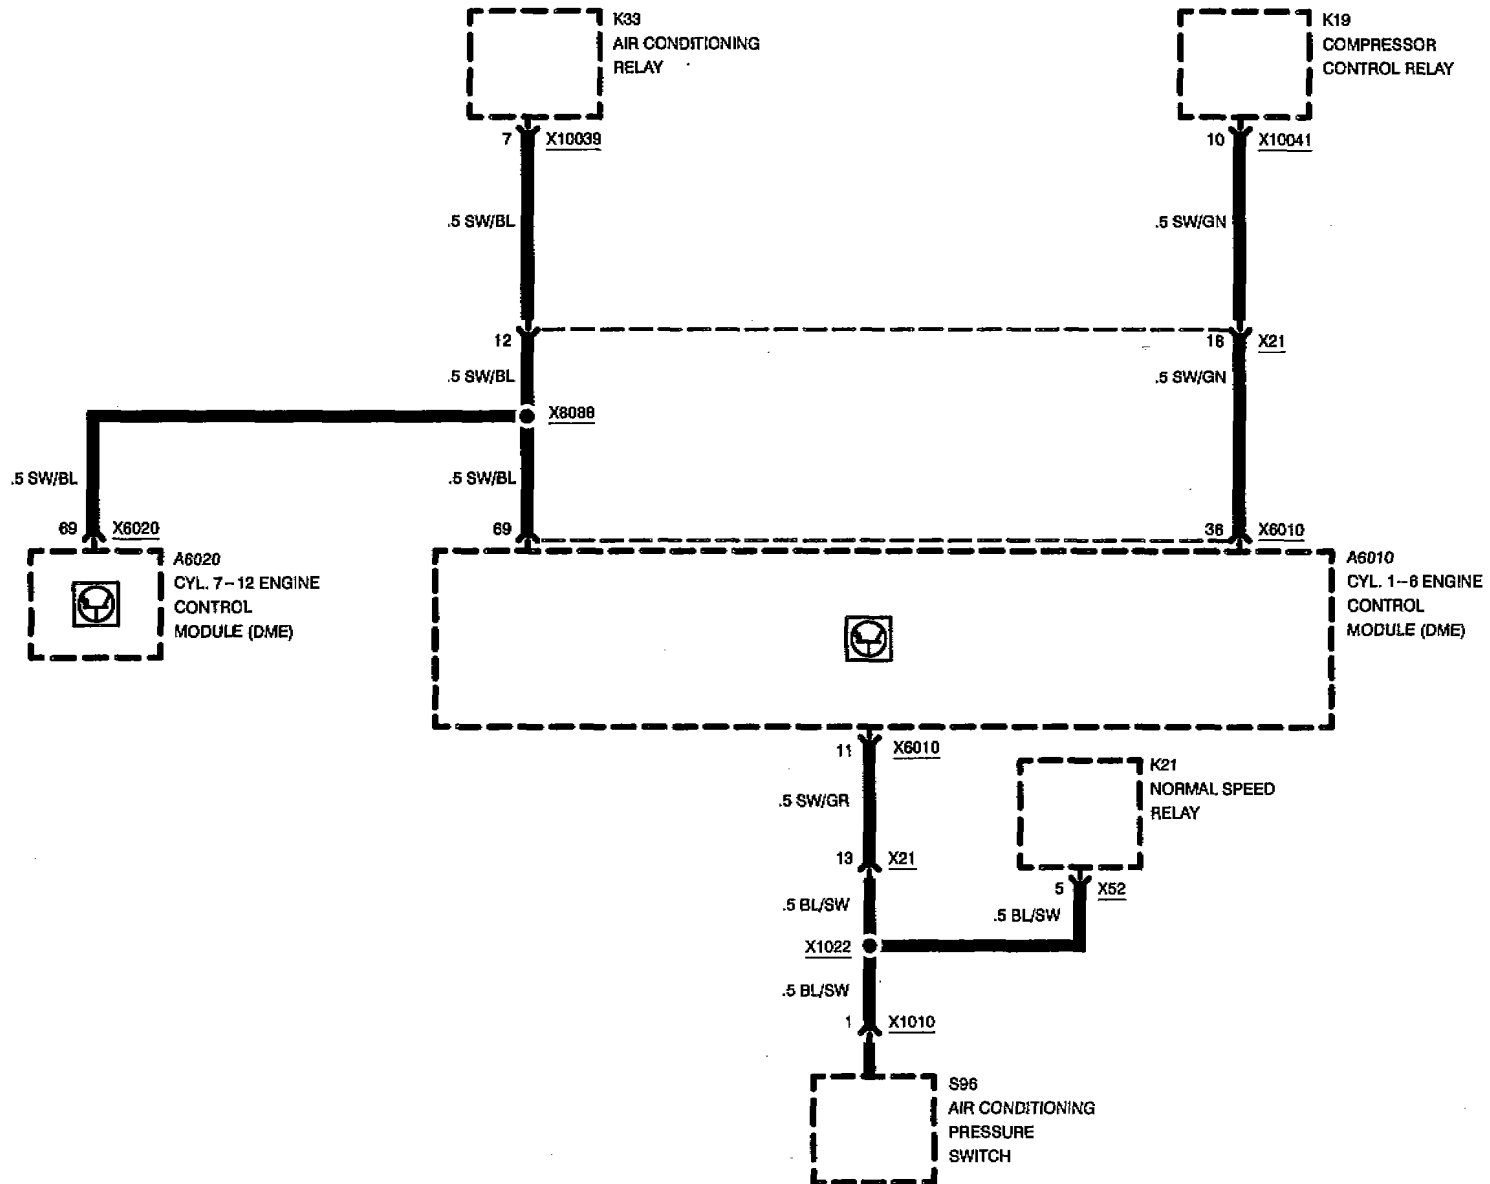 K33
AIR CONDITIONING
RELAY
K19
COMPRESSOR
CONTROL RELAY
7
X10039
10
X10041
.5 SW/BL
.5 SW/GN
12
18
X21
.5 SW/BL
.5 SW/GN
X6088
.5 SW/BL
.5 SW/BL
69
X6020
69
36
X6010
A6020
CYL. 7-12 ENGINE
CONTROL
MODULE (DME)
A6010
CYL. 1-6 ENGINE
CONTROL
MODULE (DME)
11
X6010
K21
NORMAL SPEED
RELAY
.5 SW/GR
13
X21
5
X52
.5 BL/SW
.5 BL/SW
X1022
.5 BL/SW
1
X1010
S96
AIR CONDITIONING
PRESSURE
SWITCH